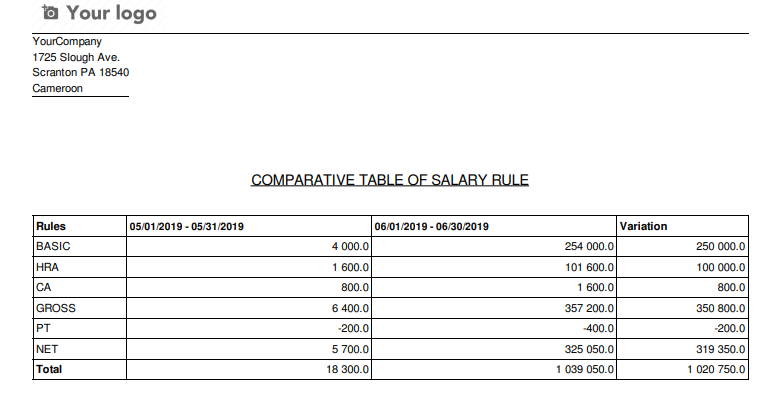 Your logo
YourCompany
1725 Slough Ave.
Scranton PA 18540
Cameroon
COMPARATIVE TABLE OF SALARY RULE
Rules 05/01/2019 - 05/31/2019 06/01/2019 - 06/30/2019 Variation
BASIC 4 000.0 254 000.0 250 000.0
HRA 1 600.0 101 600.0 100 000.0
CA 800.0 1 600.0 800.0
GROSS 6 400.0 357 200.0 350 800.0
PT -200.0 -400.0 -200.0
NET 5 700.0 325 050.0 319 350.0
Total 18 300.0 1 039 050.0 1 020 750.0